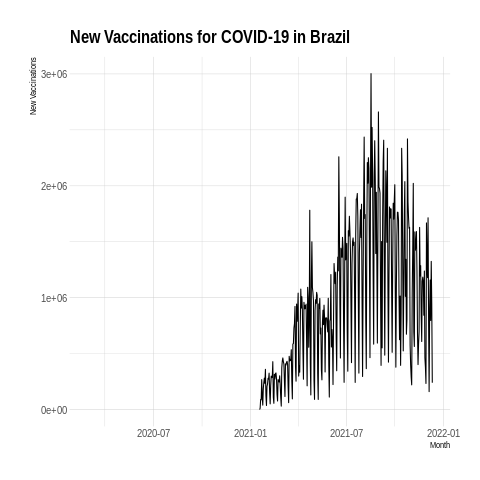 New Vaccinations for COVID-19 in Brazil
New Vaccinations
3e+06
2e+06
1e+06
0e+00
2020-07
2021-01
2021-07
2022-01
Month